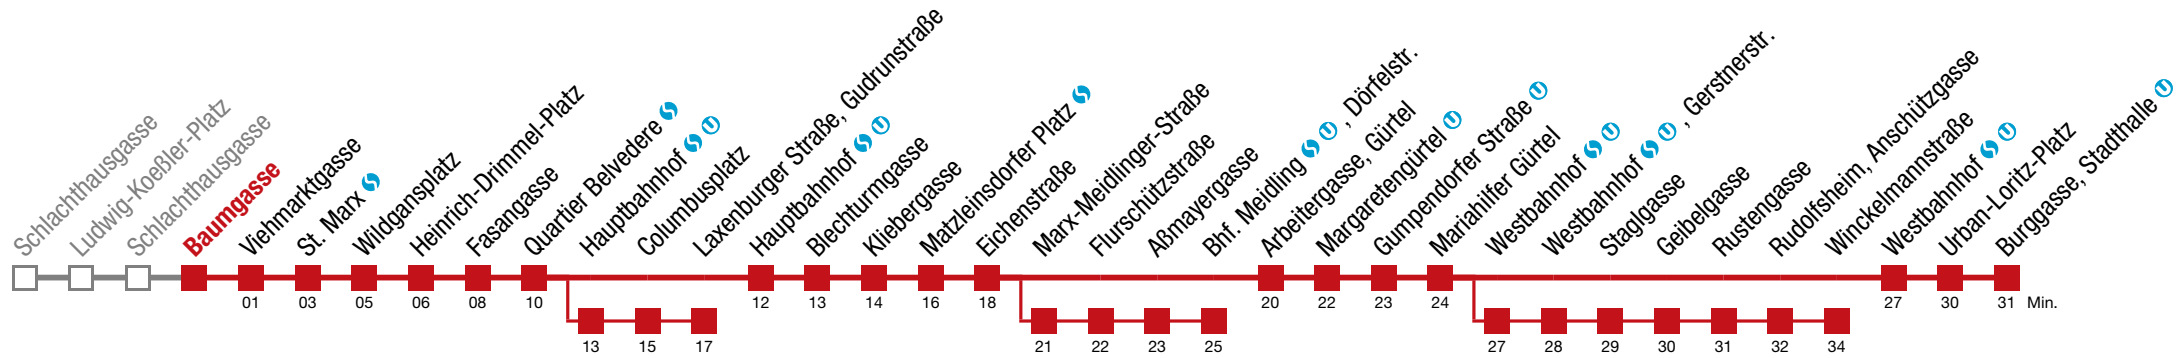 Schlachthausgasse
Ludwig-Koeßler-Platz
Schlachthausgasse
Baumgasse
Viehmarktgasse
St. Marx
Wildgansplatz
Heinrich-Drimmel-Platz
Fasangasse
Quartier Belvedere
Hauptbahnhof
Columbusplatz
Laxenburger Straße, Gudrunstraße
Hauptbahnhof
Blechturmgasse
Kliebergasse
Matzleinsdorfer Platz
Eichenstraße
Marx-Meidlinger-Straße
Flurschützstraße
Aßmayergasse
Bhf. Meidling , Dörfelstr.
Arbeitergasse, Gürtel
Margaretengürtel U
Gumpendorfer Straße U
Mariahilfer Gürtel
Westbahnhof U
Westbahnhof U , Gerstnerstr.
Staglgasse
Geibelgasse
Rustengasse
Rudolfsheim, Anschützgasse
Winckelmannstraße
Westbahnhof U
Urban-Loritz-Platz
Burggasse, Stadthalle U
01 03 05 06 08 10 12 13 14 16 18 20 22 23 24 27 30 31 Min.
13 15 17 21 22 23 25 27 28 29 30 31 32 34